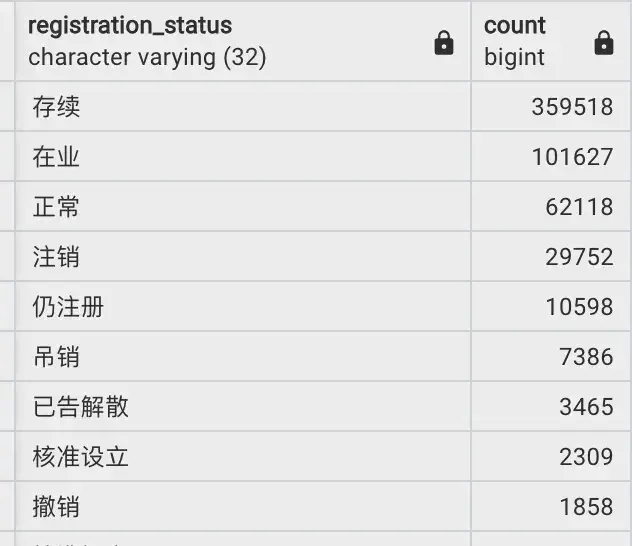 registration_status count
character varying (32) bigint
存续 359518
在业 101627
正常 62118
注销 29752
仍注册 10598
吊销 7386
已告解散 3465
核准设立 2309
撤销 1858